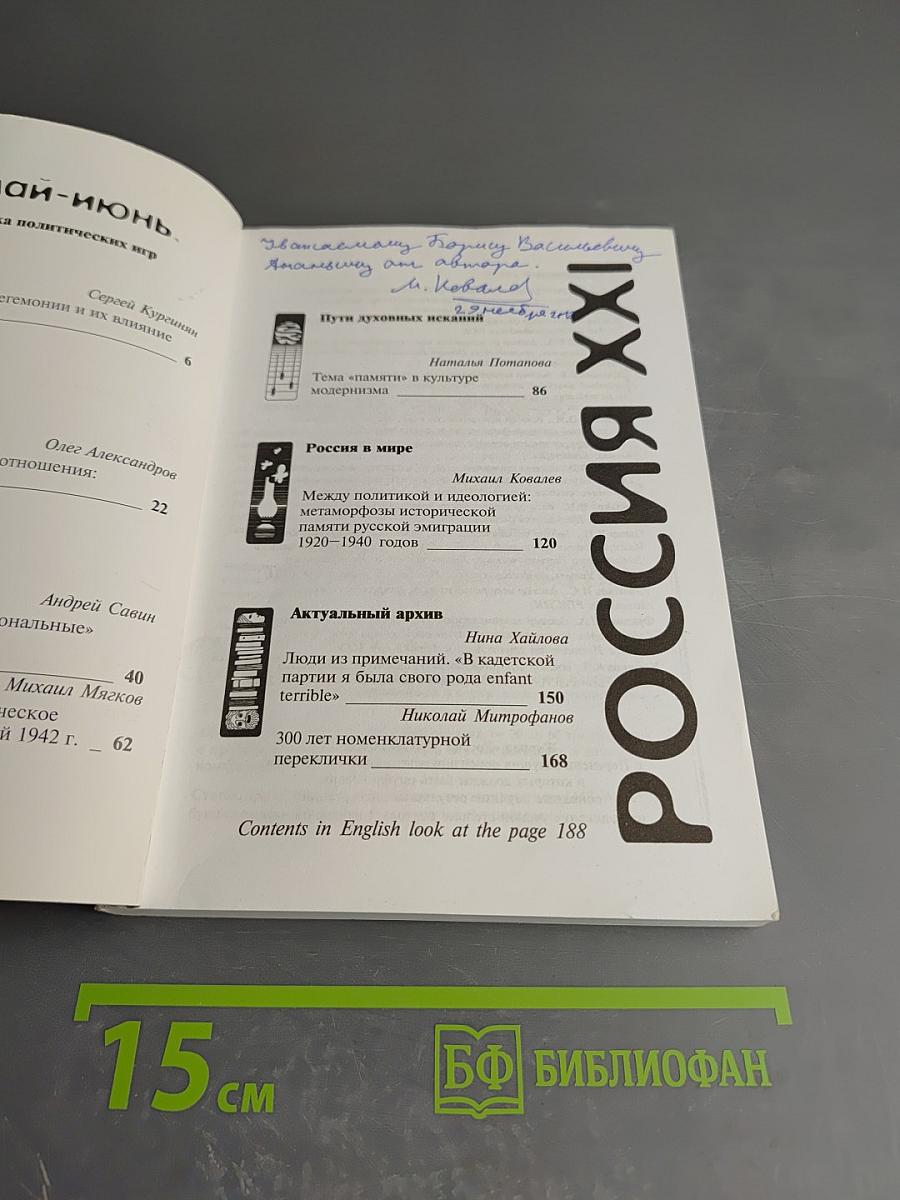 май-июнь
ка политических игр
Сергей Кургинян
гегемонии и их влияние
6
Олег Александров
отношения:
22
Андрей Савин
ональные»
40
Михаил Мягков
ческое
й 1942 г. 62
Уважаемому Борису Васильевичу
Ананьичу от автора.
М. Ковалев
29 ноября
Пути духовных исканий
Наталья Потапова
Тема «памяти» в культуре
модернизма 86
Россия в мире
Михаил Ковалев
Между политикой и идеологией:
метаморфозы исторической
памяти русской эмиграции
1920—1940 годов 120
Актуальный архив
Нина Хайлова
Люди из примечаний. «В кадетской
партии я была свого рода enfant
terrible» 150
Николай Митрофанов
300 лет номенклатурной
переклички 168
Contents in English look at the page 188
РОССИЯ XXI
15 см
БФ БИБЛИОФАН